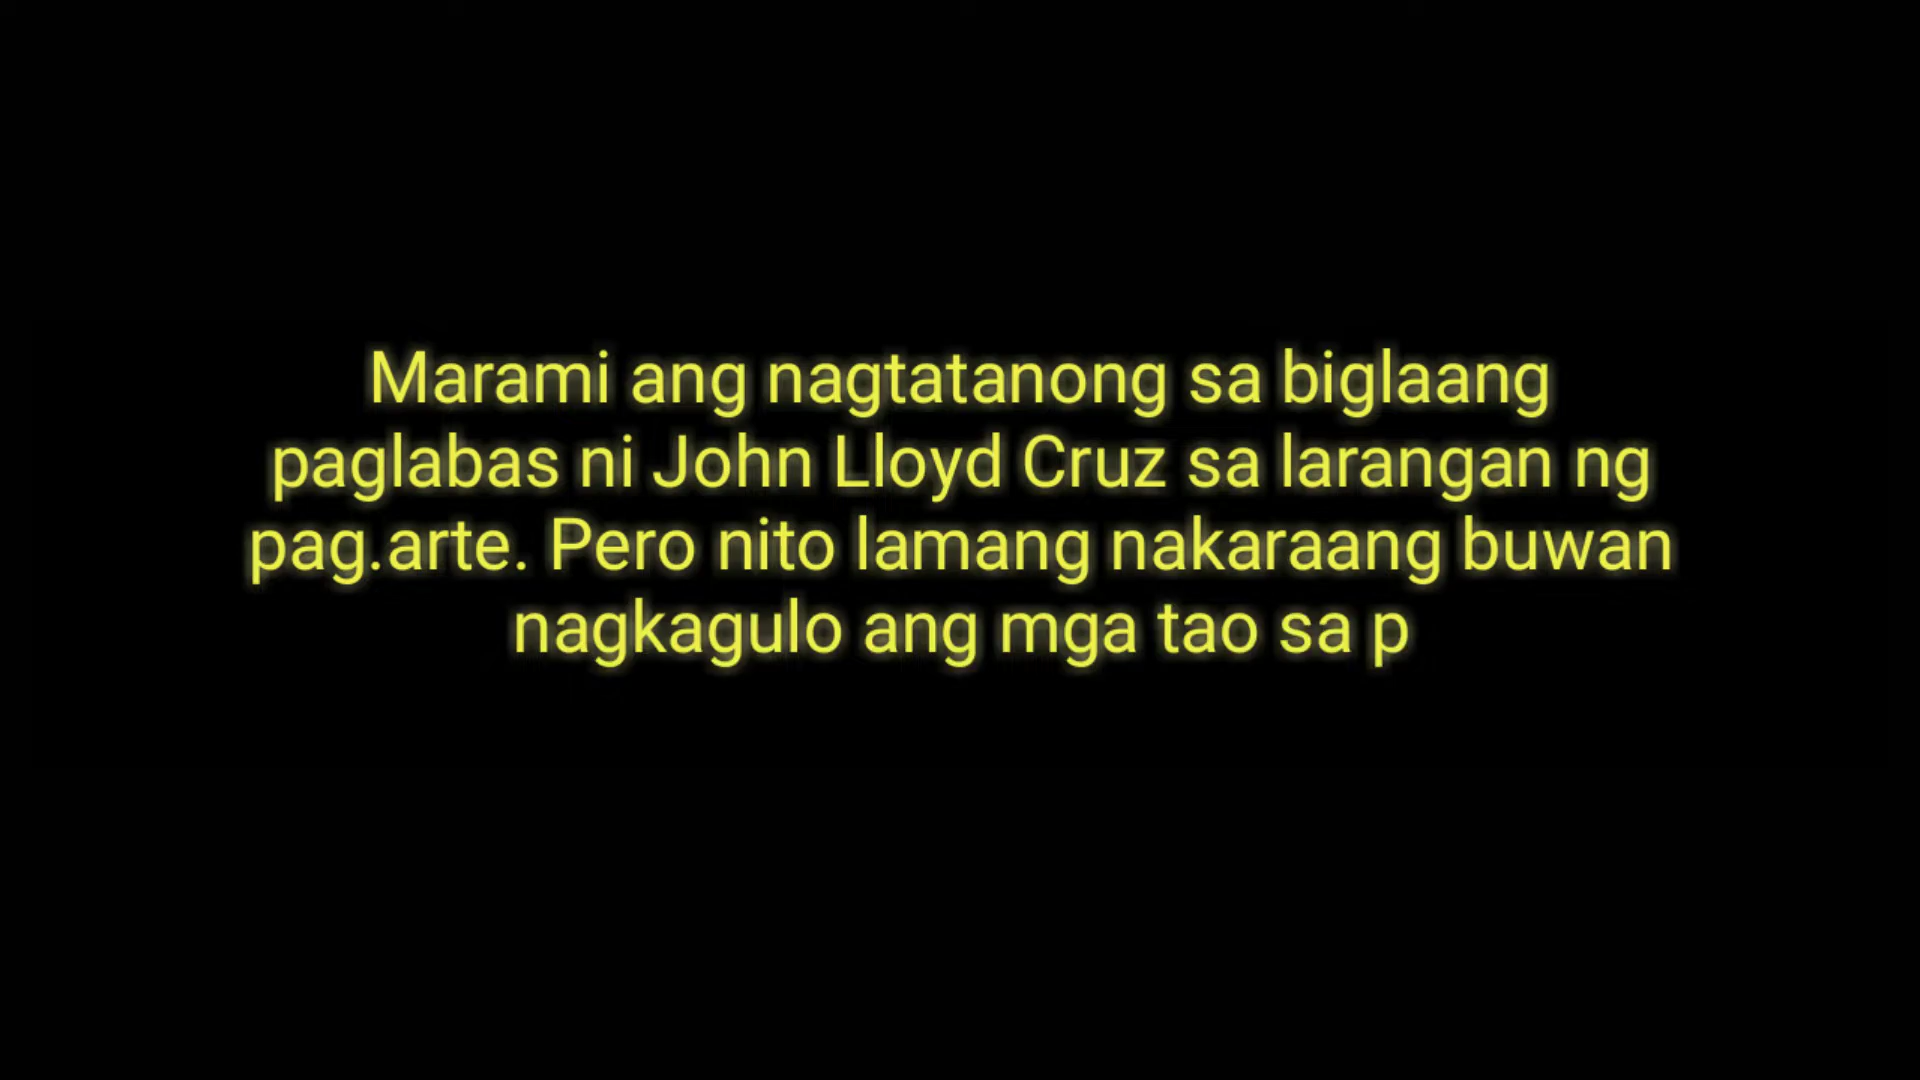 Marami ang nagtatanong sa biglaang
paglabas ni John Lloyd Cruz sa larangan ng
pag.arte. Pero nito lamang nakaraang buwan
nagkagulo ang mga tao sa p